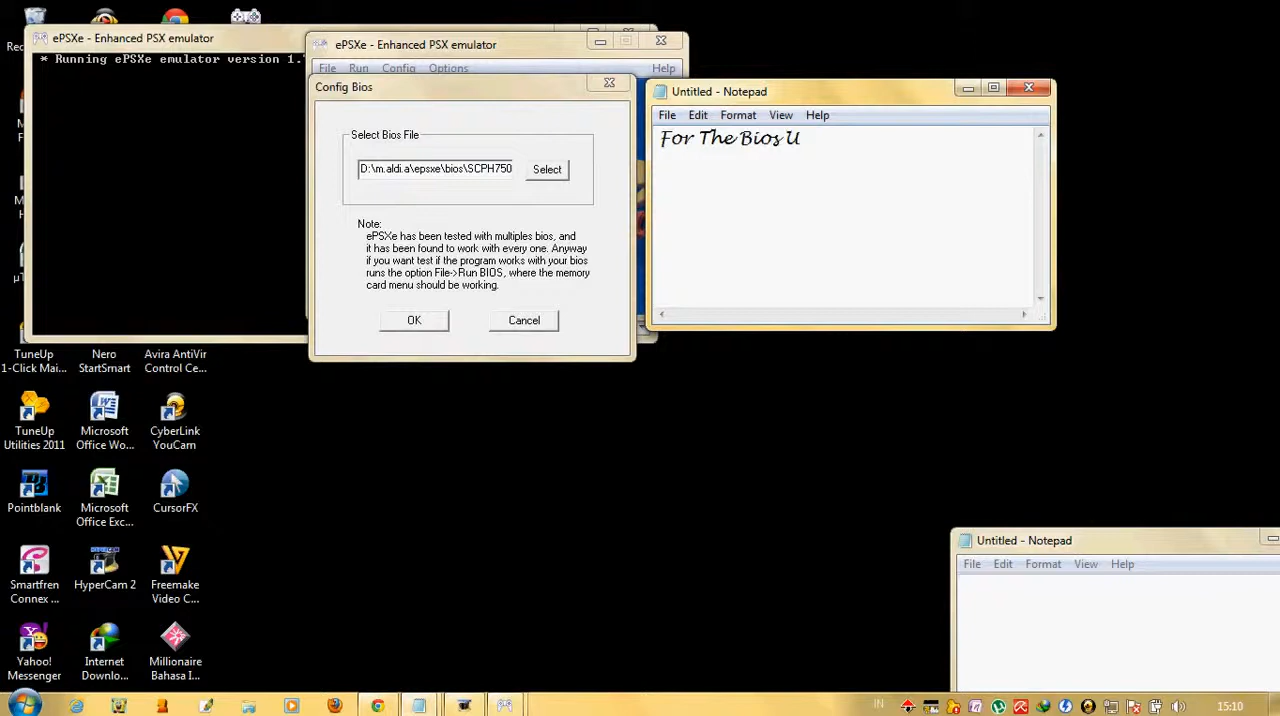 ePSXe - Enhanced PSX emulator
* Running ePSXe emulator version 1.
ePSXe - Enhanced PSX emulator
File Run Config Options Help
Config Bios
Select Bios File
D:\m.aldi.a\epsxe\bios\SCPH750
Select
Note:
ePSXe has been tested with multiples bios, and
it has been found to work with every one. Anyway
if you want test if the program works with your bios
runs the option File->Run BIOS, where the memory
card menu should be working.
OK Cancel
Untitled - Notepad
File Edit Format View Help
For The Bios U
TuneUp
1-Click Mai...
Nero
StartSmart
Avira AntiVir
Control Ce...
TuneUp
Utilities 2011
Microsoft
Office Wo...
CyberLink
YouCam
Pointblank
Microsoft
Office Exc...
CursorFX
Smartfren
Connex ...
HyperCam 2
Freemake
Video C...
Yahoo!
Messenger
Internet
Downlo...
Millionaire
Bahasa I...
Untitled - Notepad
File Edit Format View Help
IN
15:10